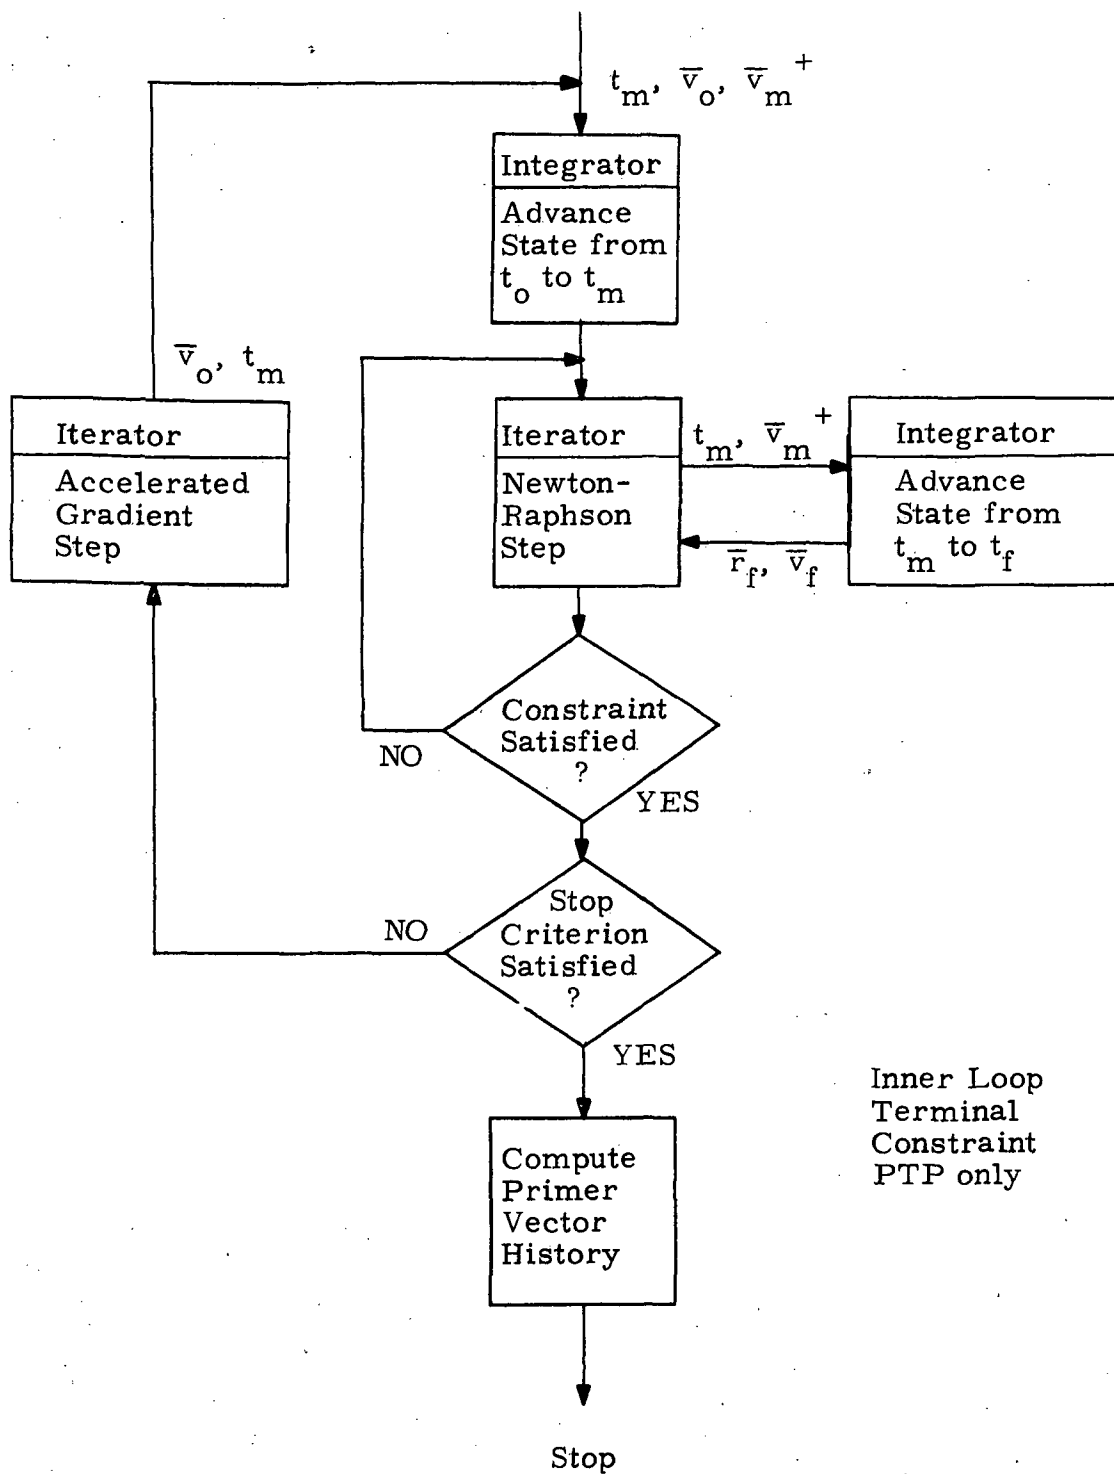 t_m, v̅_o, v̅_m^+
Integrator
Advance
State from
t_o to t_m
v̅_o, t_m
Iterator
Accelerated
Gradient
Step
Iterator
Newton-
Raphson
Step
t_m, v̅_m^+
r̅_f, v̅_f
Integrator
Advance
State from
t_m to t_f
Constraint
Satisfied
?
NO
YES
Stop
Criterion
Satisfied
?
NO
YES
Compute
Primer
Vector
History
Inner Loop
Terminal
Constraint
PTP only
Stop